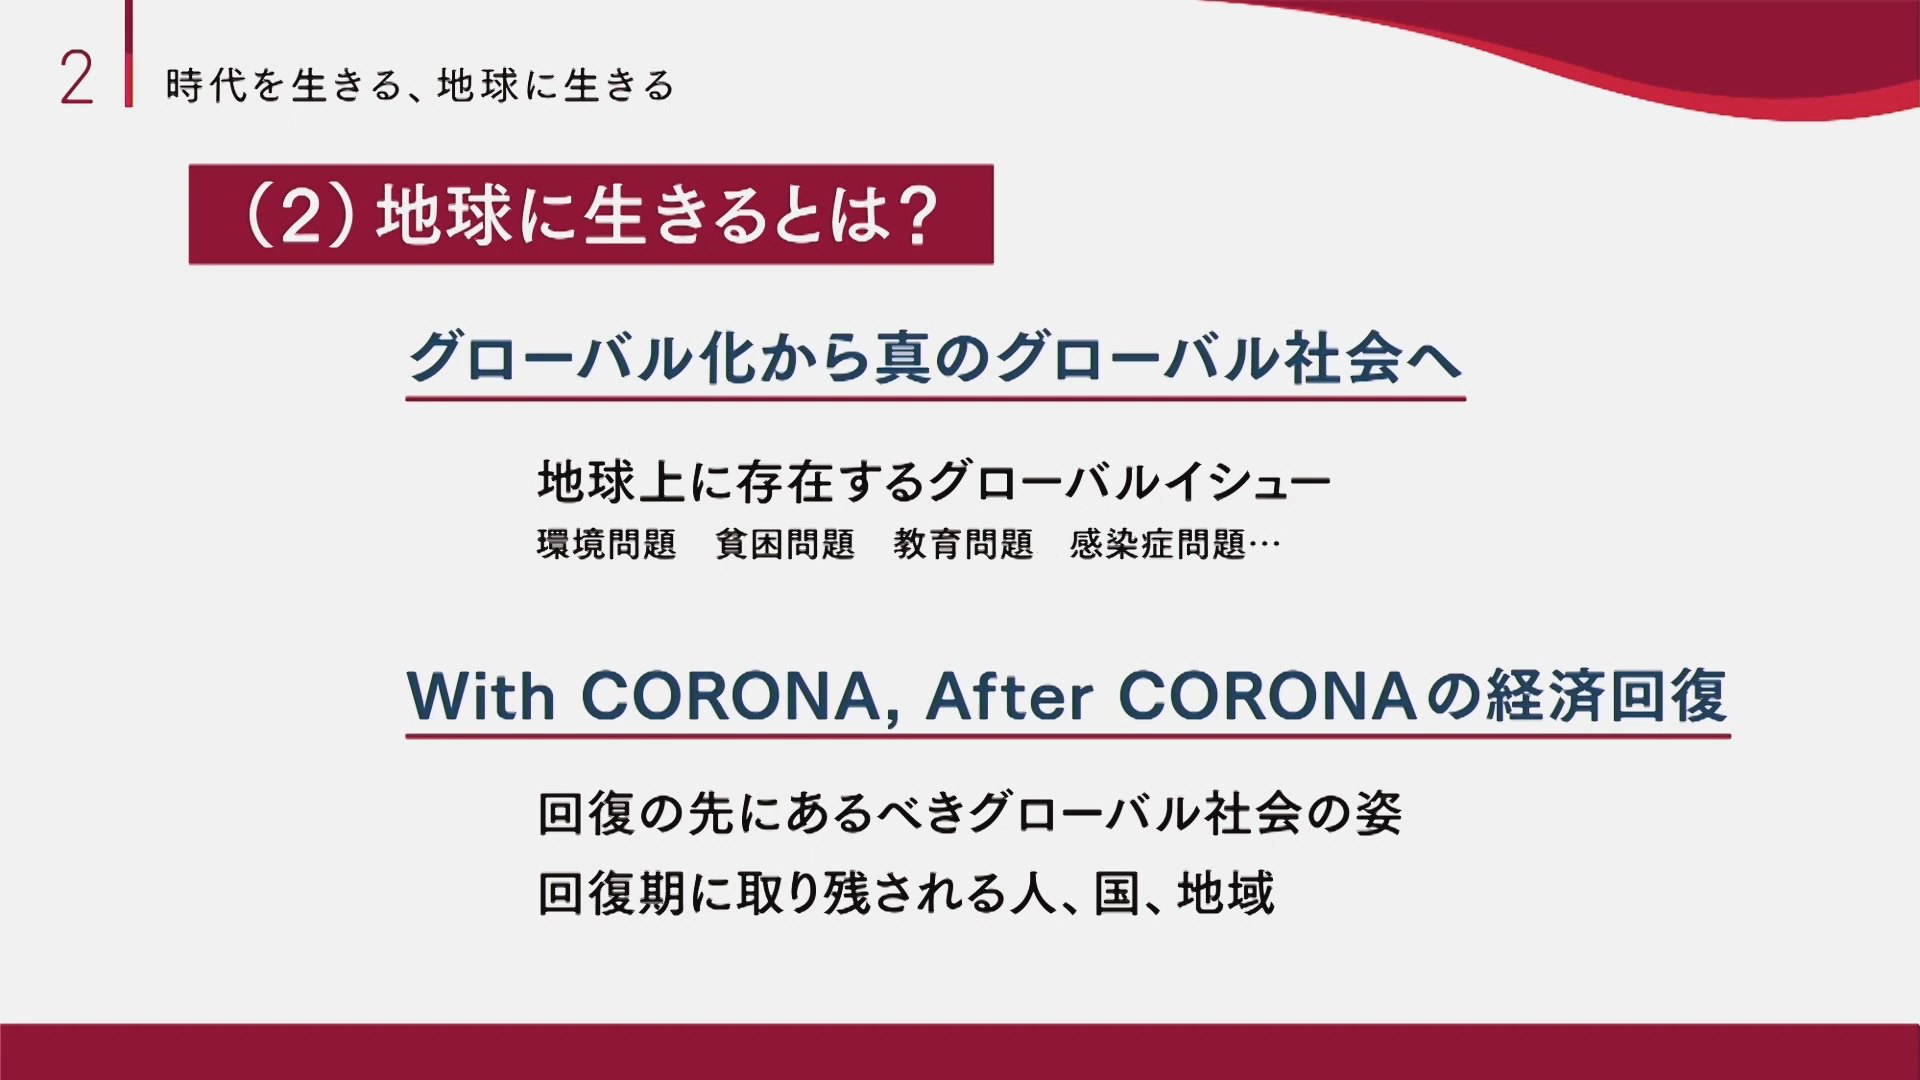 2
時代を生きる、地球に生きる
（2）地球に生きるとは？
グローバル化から真のグローバル社会へ
地球上に存在するグローバルイシュー
環境問題　貧困問題　教育問題　感染症問題…
With CORONA, After CORONAの経済回復
回復の先にあるべきグローバル社会の姿
回復期に取り残される人、国、地域